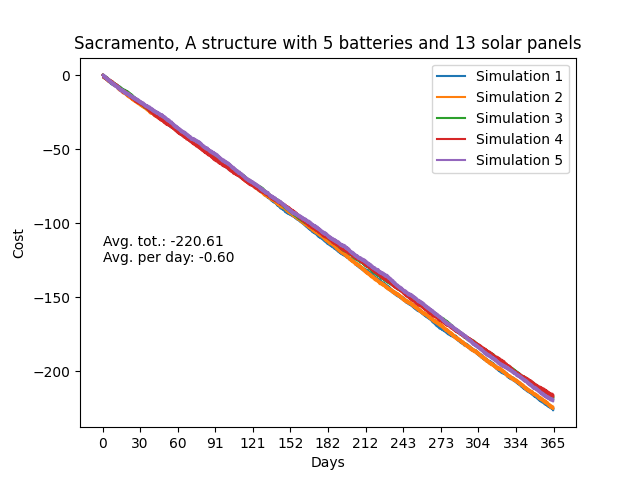 Sacramento, A structure with 5 batteries and 13 solar panels
Simulation 1
Simulation 2
Simulation 3
Simulation 4
Simulation 5
0
−50
−100
−150
−200
Cost
Avg. tot.: -220.61
Avg. per day: -0.60
0 30 60 91 121 152 182 212 243 273 304 334 365
Days